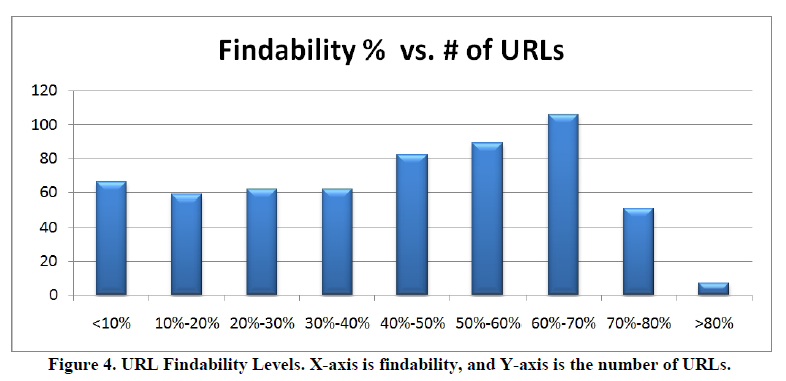 Findability % vs. # of URLs
120
100
80
60
40
20
0
<10% 10%-20% 20%-30% 30%-40% 40%-50% 50%-60% 60%-70% 70%-80% >80%
Figure 4. URL Findability Levels. X-axis is findability, and Y-axis is the number of URLs.